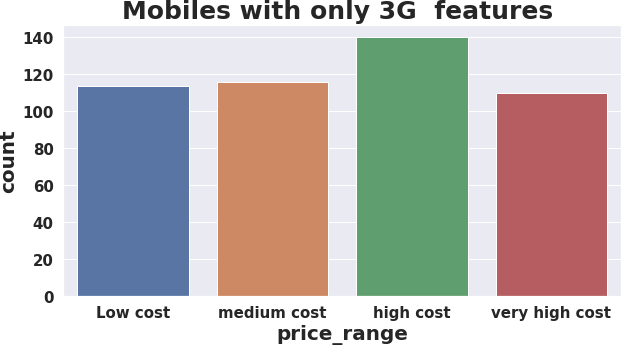 Mobiles with only 3G  features
count
140
120
100
80
60
40
20
0
Low cost
medium cost
high cost
very high cost
price_range